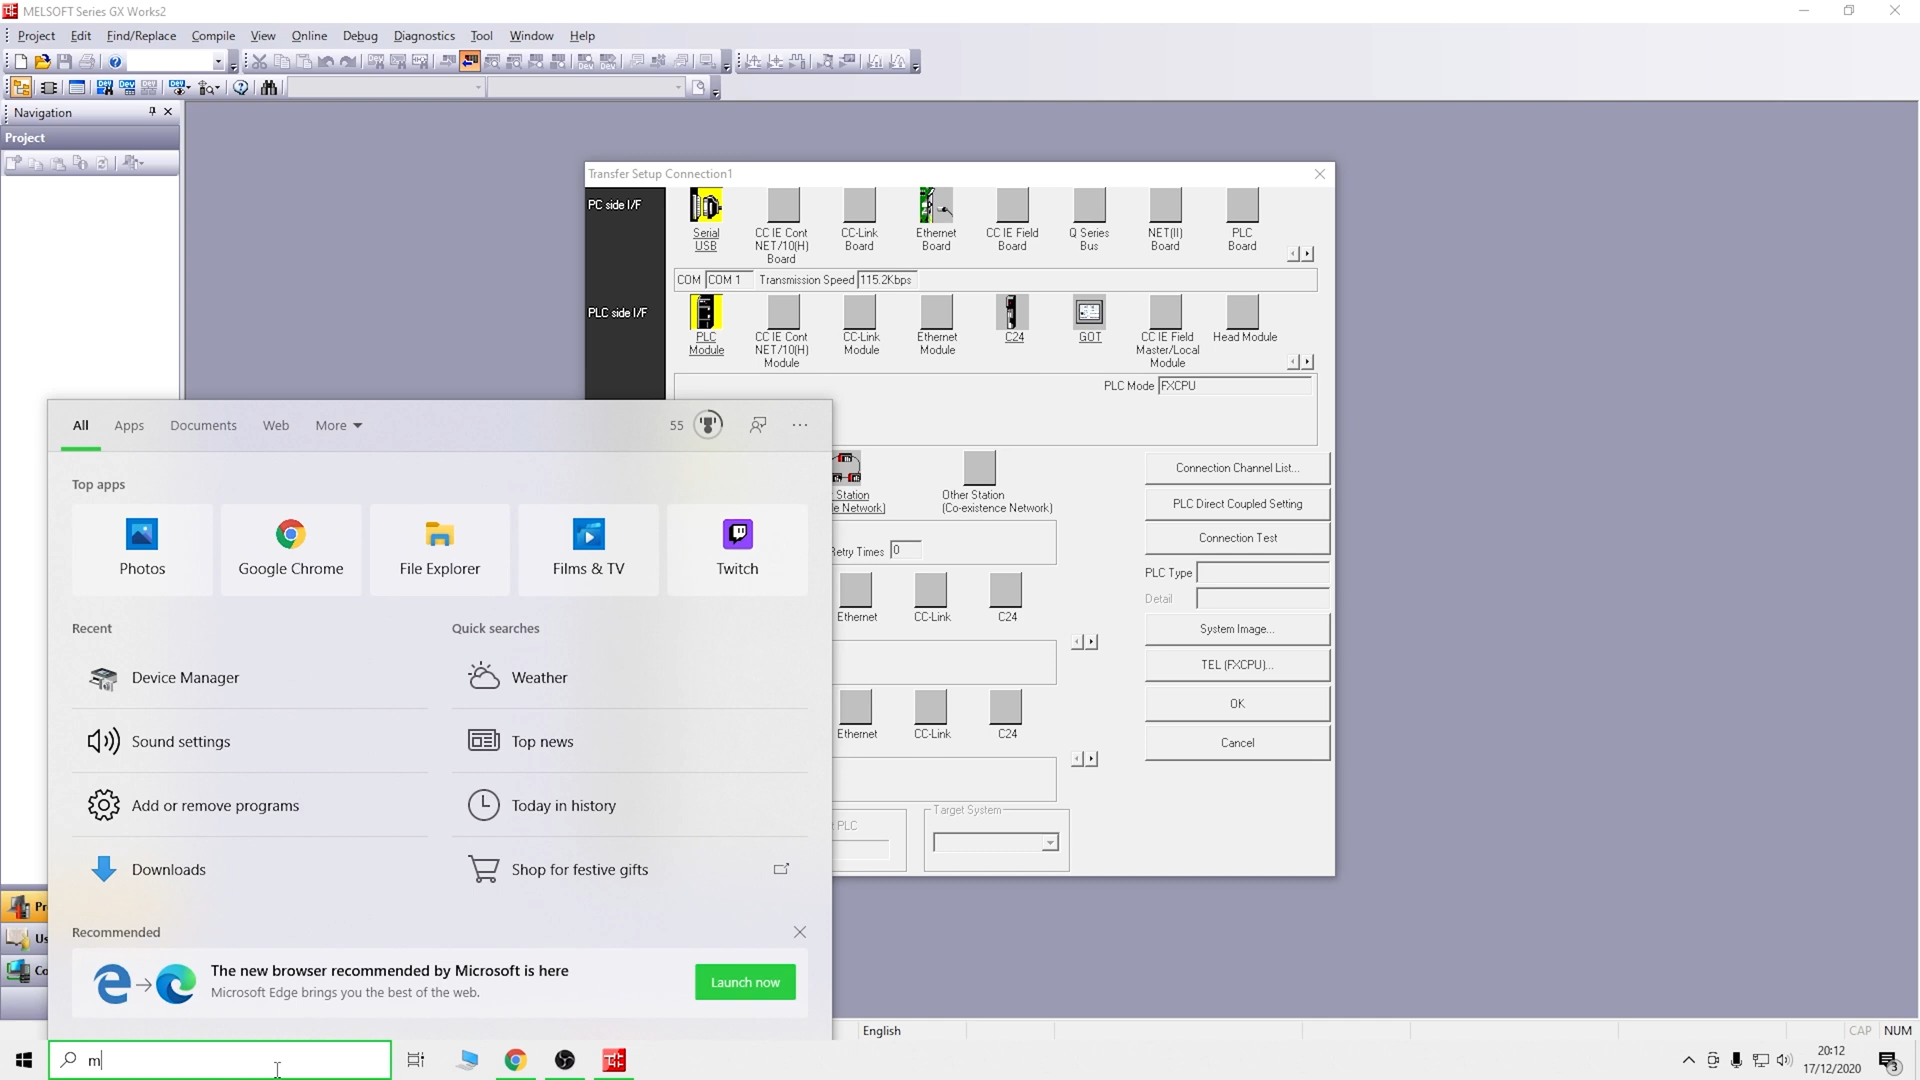 MELSOFT Series GX Works2
Project Edit Find/Replace Compile View Online Debug Diagnostics Tool Window Help
Navigation
Project
Transfer Setup Connection1
PC side I/F
Serial USB
CC IE Cont NET/10(H) Board
CC-Link Board
Ethernet Board
CC IE Field Board
Q Series Bus
NET(II) Board
PLC Board
COM COM 1 Transmission Speed 115.2Kbps
PLC side I/F
PLC Module
CC IE Cont NET/10(H) Module
CC-Link Module
Ethernet Module
C24
GOT
CC IE Field Master/Local Module
Head Module
PLC Mode FXCPU
Station
e Network)
Other Station
(Co-existence Network)
Retry Times 0
Ethernet CC-Link C24
Ethernet CC-Link C24
PLC
Target System
Connection Channel List...
PLC Direct Coupled Setting
Connection Test
PLC Type
Detail
System Image...
TEL (FXCPU)...
OK
Cancel
All Apps Documents Web More 55
Top apps
Photos Google Chrome File Explorer Films & TV Twitch
Recent
Device Manager
Sound settings
Add or remove programs
Downloads
Quick searches
Weather
Top news
Today in history
Shop for festive gifts
Recommended
The new browser recommended by Microsoft is here
Microsoft Edge brings you the best of the web.
Launch now
Pr
Us
Co
English CAP NUM
m
20:12
17/12/2020
3